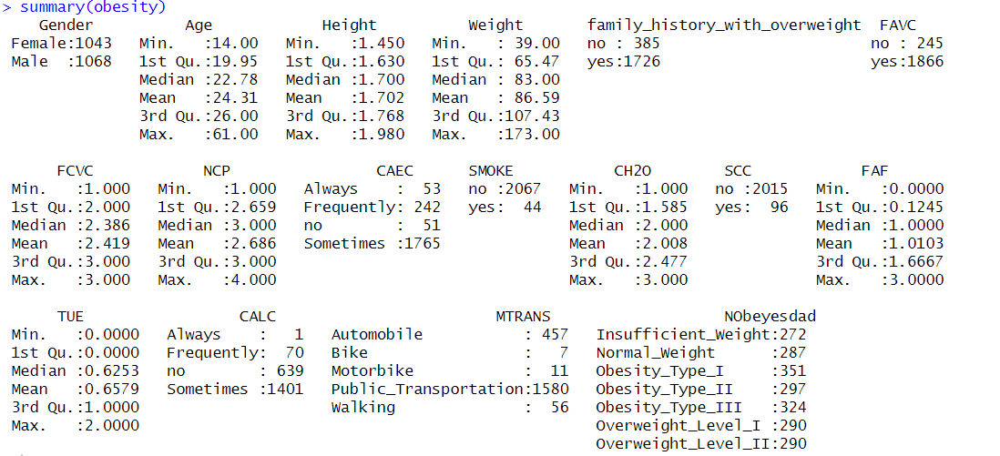 > summary(obesity)
    Gender          Age            Height          Weight       family_history_with_overweight  FAVC
 Female:1043   Min.   :14.00   Min.   :1.450   Min.   : 39.00   no : 385                       no : 245
 Male  :1068   1st Qu.:19.95   1st Qu.:1.630   1st Qu.: 65.47   yes:1726                       yes:1866
               Median :22.78   Median :1.700   Median : 83.00
               Mean   :24.31   Mean   :1.702   Mean   : 86.59
               3rd Qu.:26.00   3rd Qu.:1.768   3rd Qu.:107.43
               Max.   :61.00   Max.   :1.980   Max.   :173.00
      FCVC            NCP                CAEC      SMOKE           CH2O        SCC            FAF
 Min.   :1.000   Min.   :1.000   Always    :  53   no :2067   Min.   :1.000   no :2015   Min.   :0.0000
 1st Qu.:2.000   1st Qu.:2.659   Frequently: 242   yes:  44   1st Qu.:1.585   yes:  96   1st Qu.:0.1245
 Median :2.386   Median :3.000   no        :  51              Median :2.000              Median :1.0000
 Mean   :2.419   Mean   :2.686   Sometimes :1765              Mean   :2.008              Mean   :1.0103
 3rd Qu.:3.000   3rd Qu.:3.000                                3rd Qu.:2.477              3rd Qu.:1.6667
 Max.   :3.000   Max.   :4.000                                Max.   :3.000              Max.   :3.0000
      TUE                CALC                        MTRANS                  NObeyesdad
 Min.   :0.0000   Always    :   1   Automobile           : 457   Insufficient_Weight:272
 1st Qu.:0.0000   Frequently:  70   Bike                 :   7   Normal_Weight      :287
 Median :0.6253   no        : 639   Motorbike            :  11   Obesity_Type_I     :351
 Mean   :0.6579   Sometimes :1401   Public_Transportation:1580   Obesity_Type_II    :297
 3rd Qu.:1.0000                     Walking              :  56   Obesity_Type_III   :324
 Max.   :2.0000                                                  Overweight_Level_I :290
                                                                 Overweight_Level_II:290